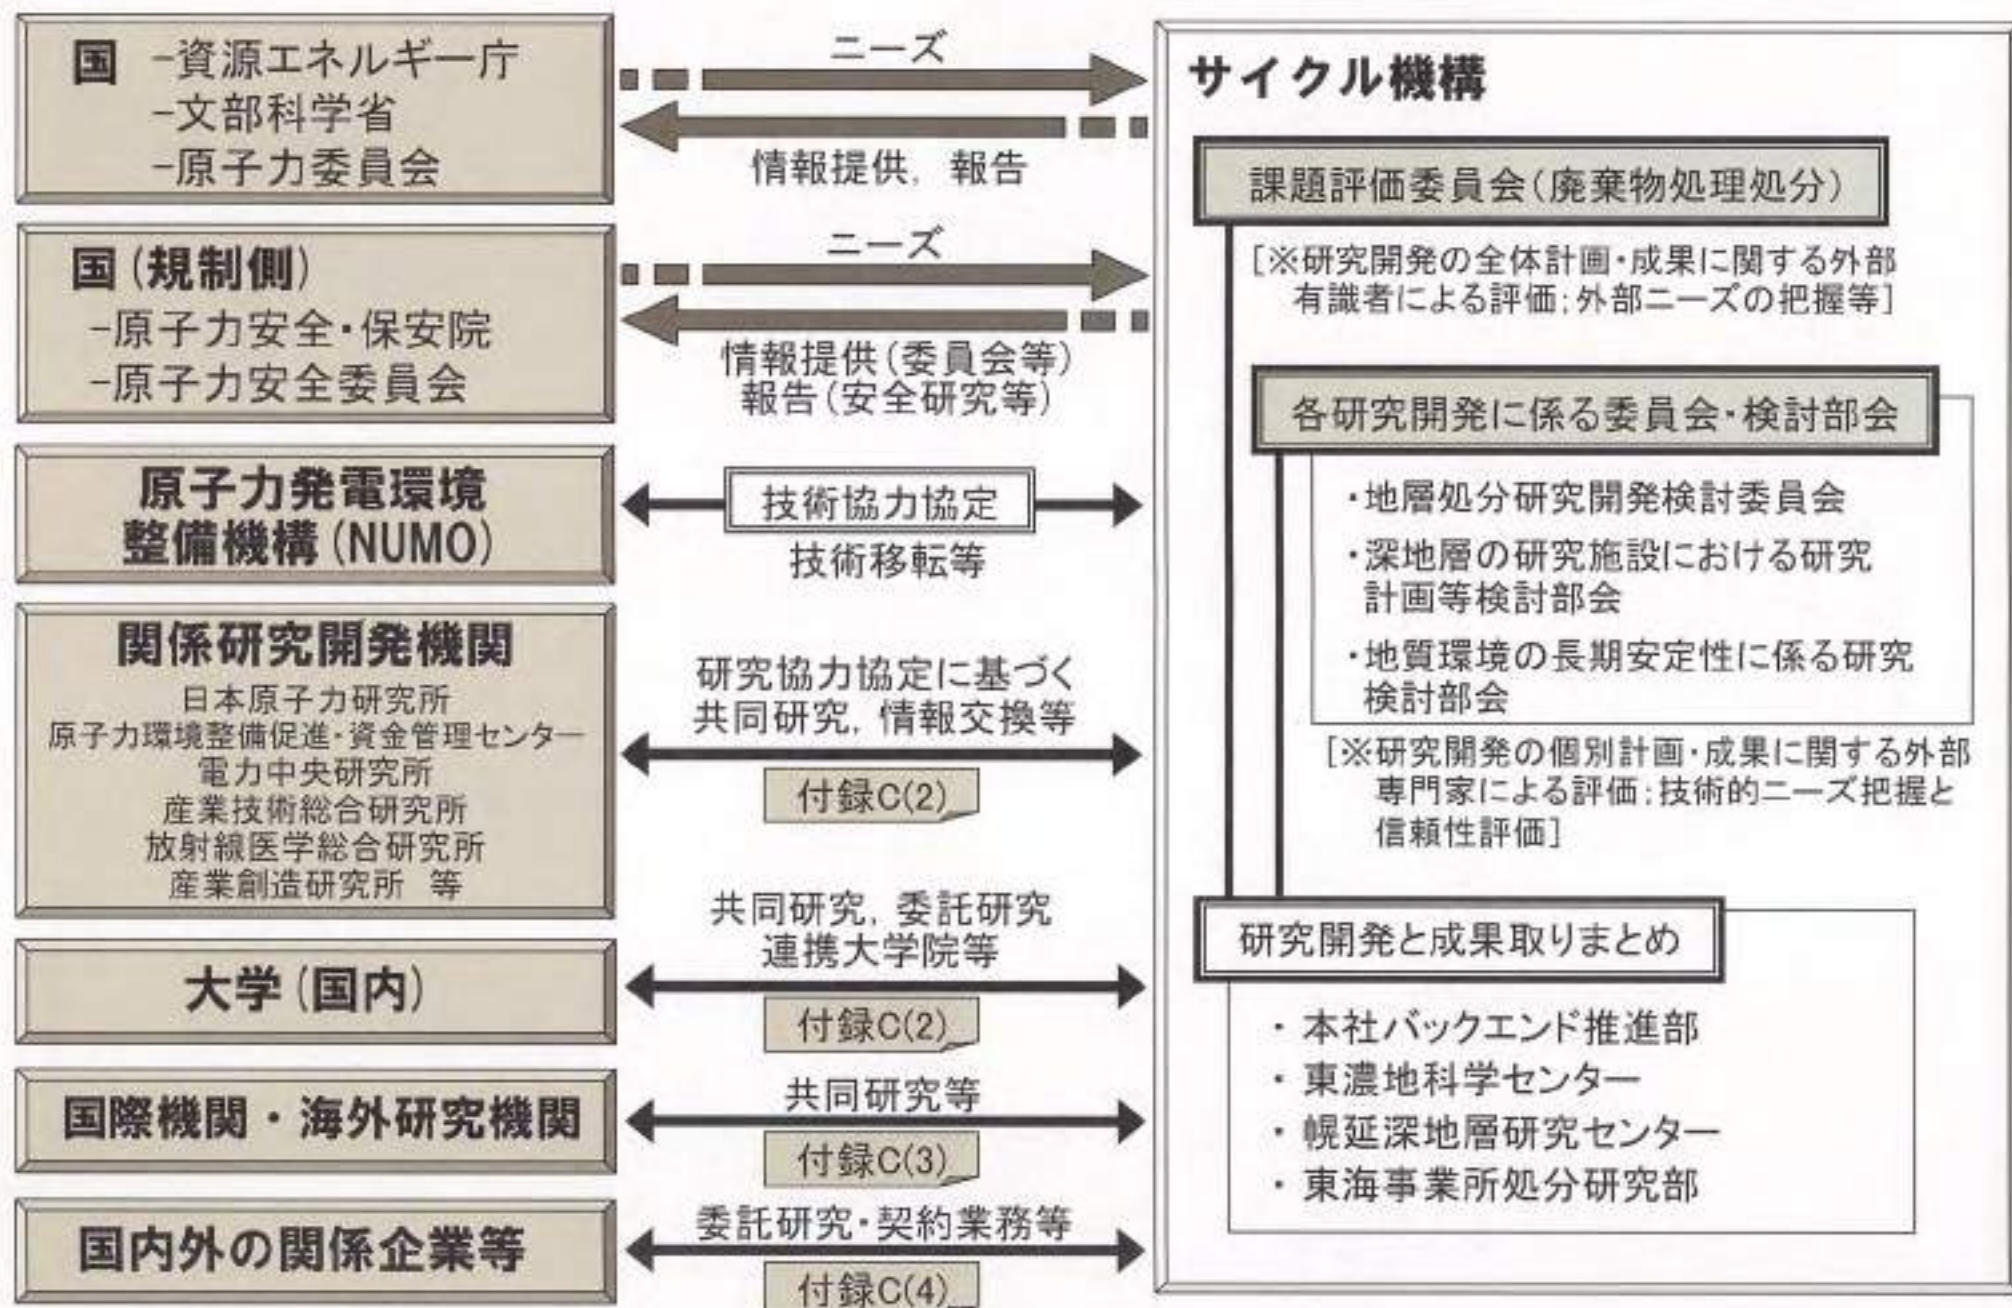 国 -資源エネルギー庁
-文部科学省
-原子力委員会
ニーズ
情報提供, 報告
国(規制側)
-原子力安全・保安院
-原子力安全委員会
ニーズ
情報提供(委員会等)
報告(安全研究等)
原子力発電環境
整備機構(NUMO)
技術協力協定
技術移転等
関係研究開発機関
日本原子力研究所
原子力環境整備促進・資金管理センター
電力中央研究所
産業技術総合研究所
放射線医学総合研究所
産業創造研究所 等
研究協力協定に基づく
共同研究, 情報交換等
付録C(2)
大学(国内)
共同研究, 委託研究
連携大学院等
付録C(2)
国際機関・海外研究機関
共同研究等
付録C(3)
国内外の関係企業等
委託研究・契約業務等
付録C(4)
サイクル機構
課題評価委員会(廃棄物処理処分)
[※研究開発の全体計画・成果に関する外部
有識者による評価;外部ニーズの把握等]
各研究開発に係る委員会・検討部会
・地層処分研究開発検討委員会
・深地層の研究施設における研究
計画等検討部会
・地質環境の長期安定性に係る研究
検討部会
[※研究開発の個別計画・成果に関する外部
専門家による評価;技術的ニーズ把握と
信頼性評価]
研究開発と成果取りまとめ
・本社バックエンド推進部
・東濃地科学センター
・幌延深地層研究センター
・東海事業所処分研究部